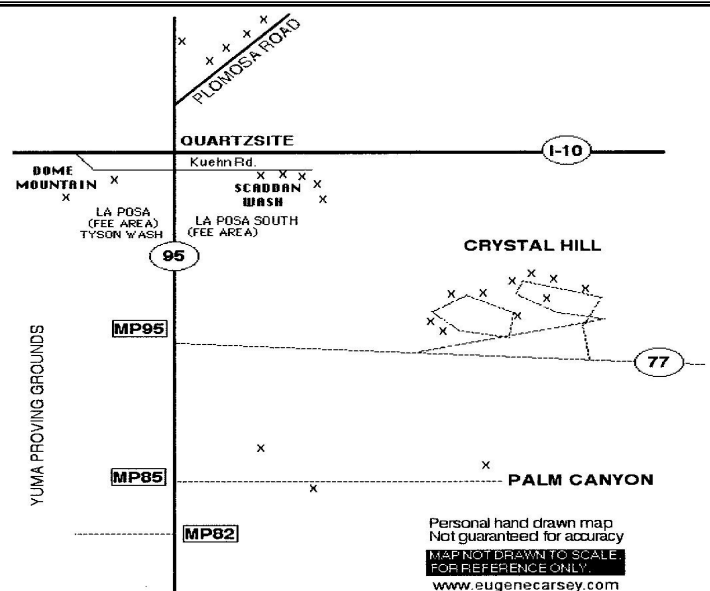 PLOMOSA ROAD
QUARTZSITE
I-10
Kuehn Rd.
DOME
MOUNTAIN
SCADDAN
WASH
LA POSA
(FEE AREA)
TYSON WASH
LA POSA SOUTH
(FEE AREA)
95
CRYSTAL HILL
MP95
77
YUMA PROVING GROUNDS
MP85
PALM CANYON
MP82
Personal hand drawn map
Not guaranteed for accuracy
MAP NOT DRAWN TO SCALE.
FOR REFERENCE ONLY.
www.eugenecarsey.com